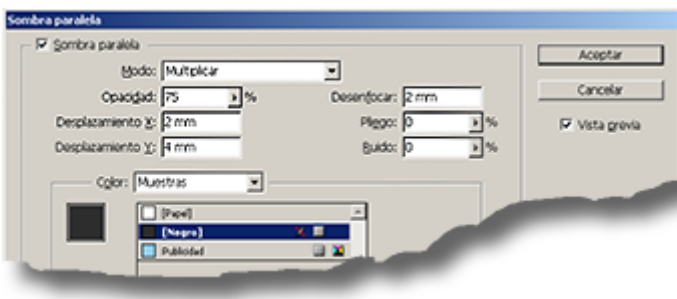 Sombra paralela
Sombra paralela
Modo: Multiplicar
Opacidad: 75 %
Desenfocar: 2 mm
Desplazamiento X: 2 mm
Pliego: 0 %
Desplazamiento Y: 4 mm
Ruido: 0 %
Color: Muestras
[Papel]
[Negro]
Publicidad
Aceptar
Cancelar
Vista previa